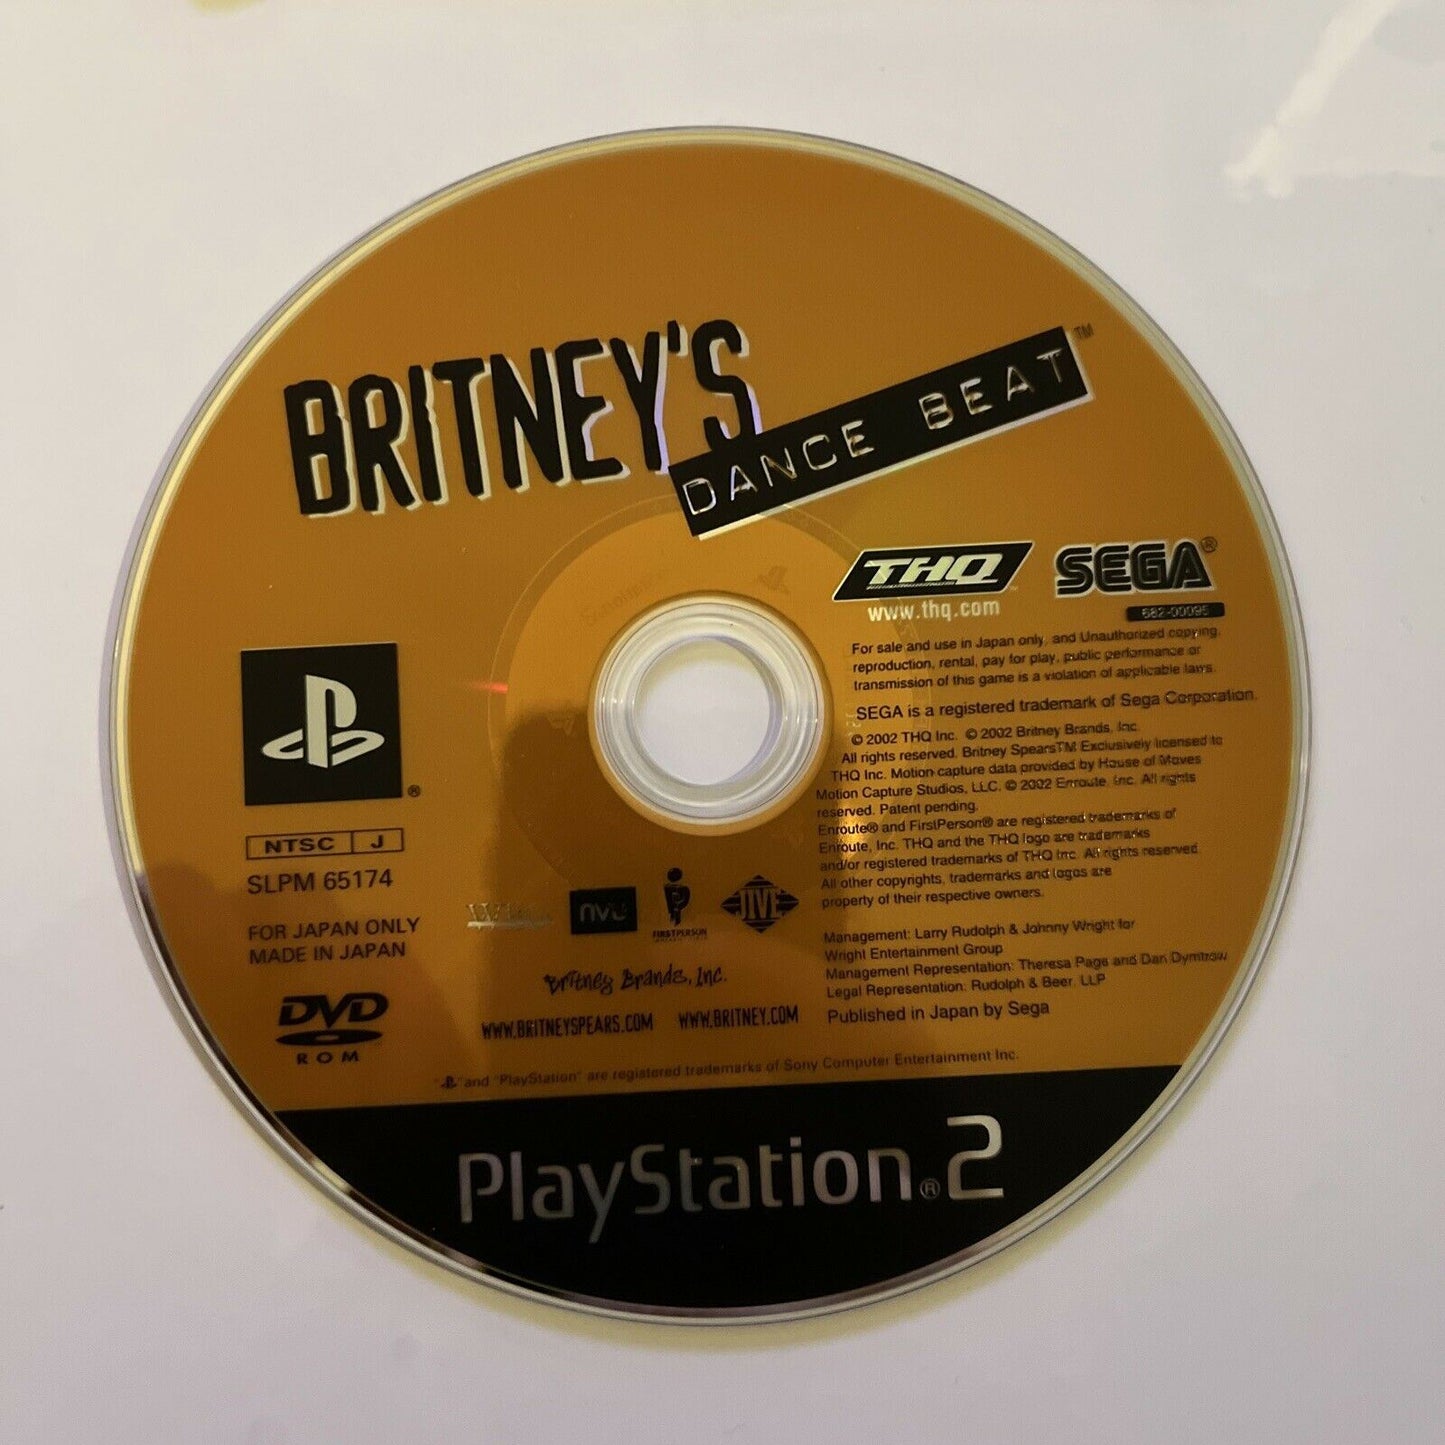 BRITNEY'S
DANCE BEAT™
THQ™
www.thq.com
SEGA®
682-00095
For sale and use in Japan only, and Unauthorized copying,
reproduction, rental, pay for play, public performance or
transmission of this game is a violation of applicable laws.
SEGA is a registered trademark of Sega Corporation.
© 2002 THQ Inc. © 2002 Britney Brands, Inc.
All rights reserved. Britney Spears™ Exclusively licensed to
THQ Inc. Motion capture data provided by House of Moves
Motion Capture Studios, LLC. © 2002 Enroute, Inc. All rights
reserved. Patent pending.
Enroute® and FirstPerson® are registered trademarks of
Enroute, Inc. THQ and the THQ logo are trademarks
and/or registered trademarks of THQ Inc. All rights reserved.
All other copyrights, trademarks and logos are
property of their respective owners.
Management: Larry Rudolph & Johnny Wright for
Wright Entertainment Group
Management Representation: Theresa Page and Dan Dymtrow
Legal Representation: Rudolph & Beer, LLP
Published in Japan by Sega
®
NTSC J
SLPM 65174
FOR JAPAN ONLY
MADE IN JAPAN
DVD
ROM
nvu
FIRSTPERSON
JIVE
Britney Brands, Inc.
WWW.BRITNEYSPEARS.COM WWW.BRITNEY.COM
" " and "PlayStation" are registered trademarks of Sony Computer Entertainment Inc.
PlayStation®2